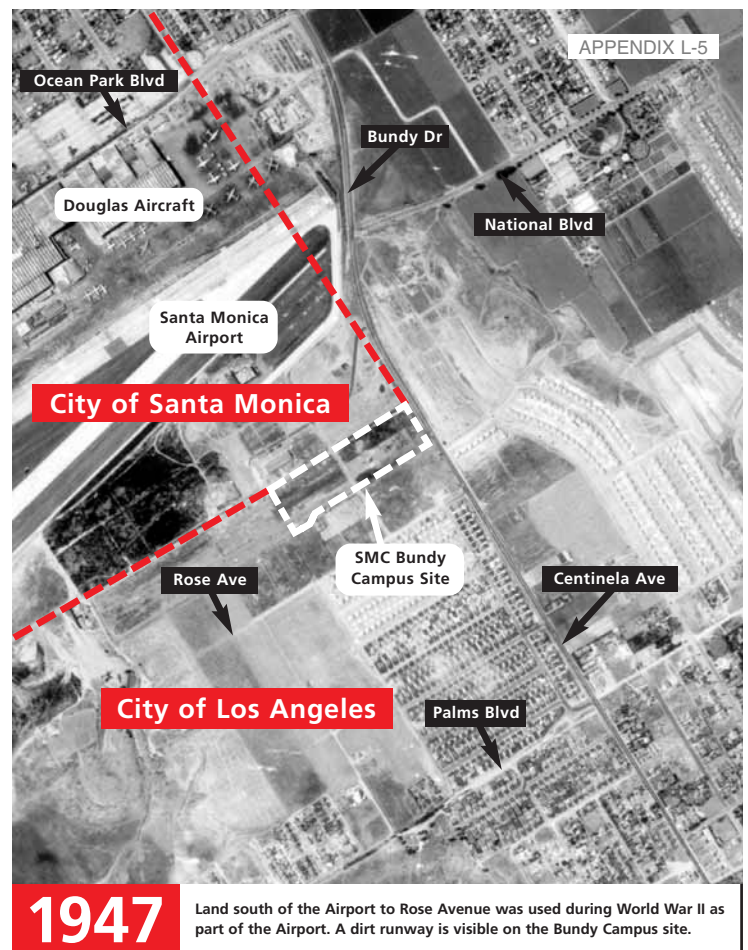 APPENDIX L-5
Ocean Park Blvd
Bundy Dr
Douglas Aircraft
National Blvd
Santa Monica
Airport
City of Santa Monica
SMC Bundy
Campus Site
Rose Ave
Centinela Ave
City of Los Angeles
Palms Blvd
1947
Land south of the Airport to Rose Avenue was used during World War II as
part of the Airport. A dirt runway is visible on the Bundy Campus site.